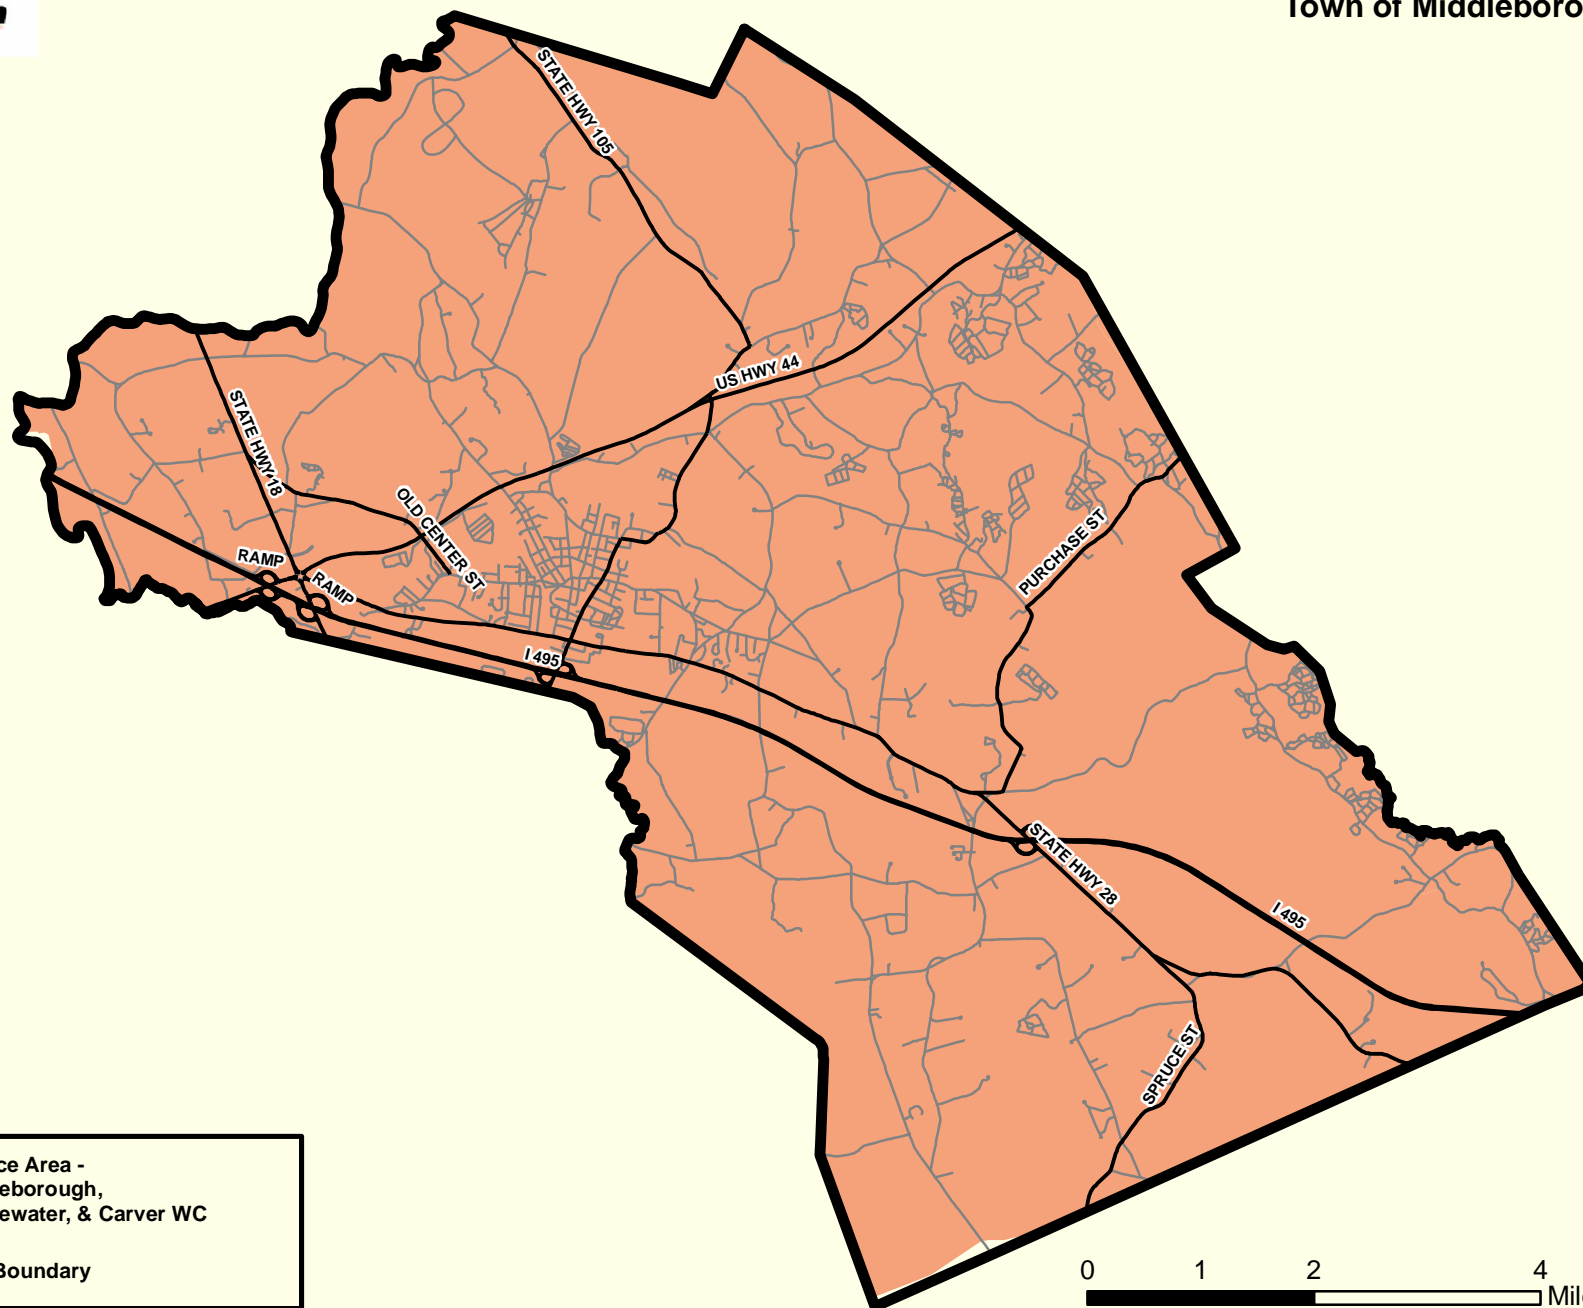 Town of Middleboro
STATE HWY 105
US HWY 44
STATE HWY 18
OLD CENTER ST
PURCHASE ST
RAMP
RAMP
I 495
STATE HWY 28
I 495
SPRUCE ST
ce Area -
eborough,
ewater, & Carver WC
Boundary
0 1 2 4
Mil